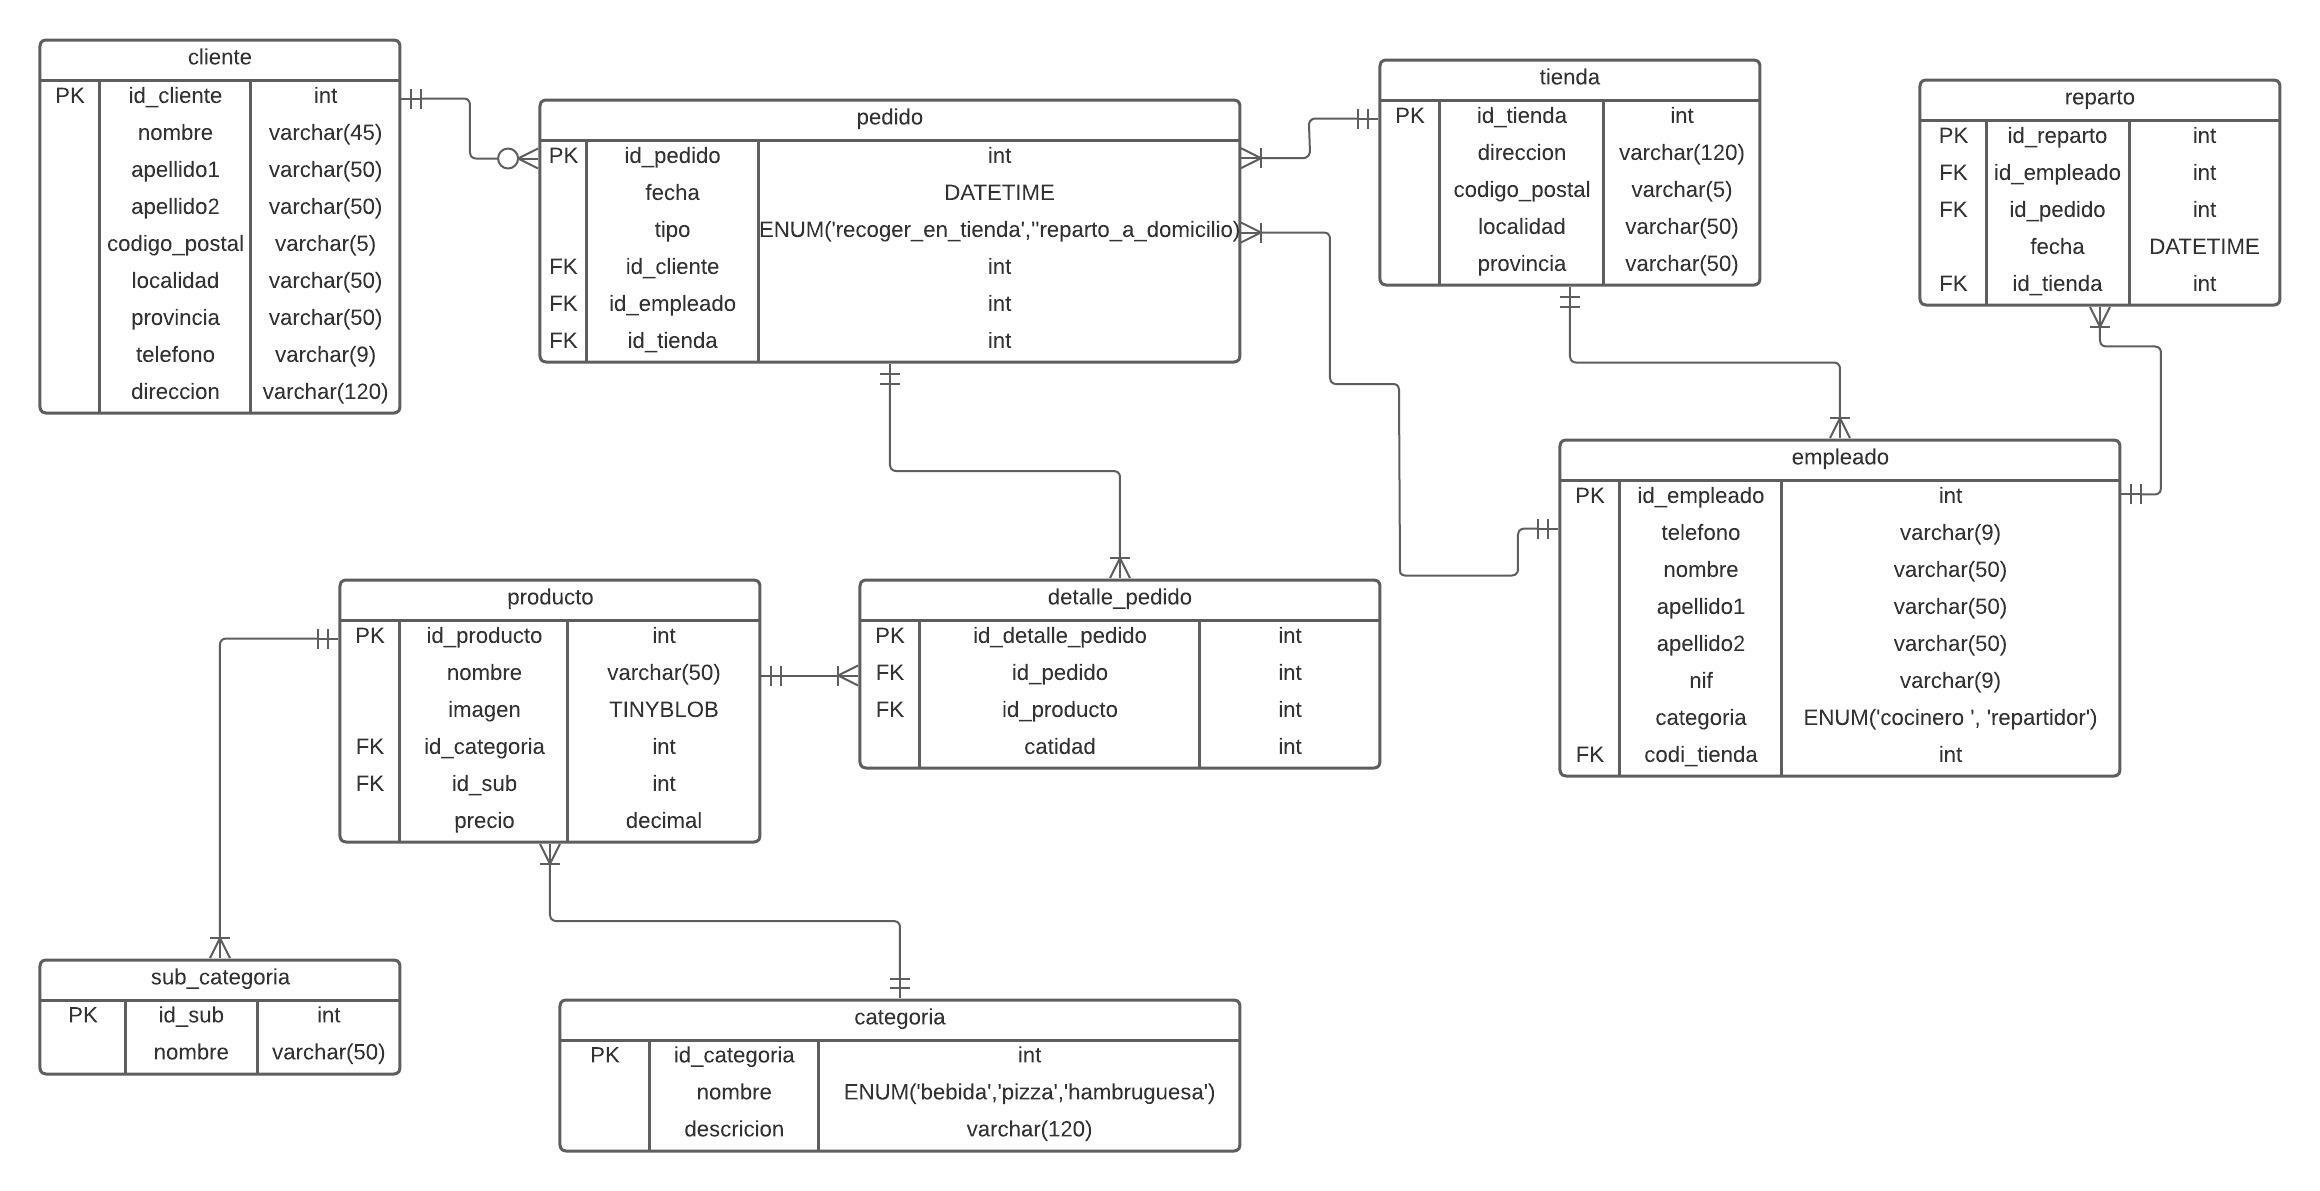 cliente
PK id_cliente int
nombre varchar(45)
apellido1 varchar(50)
apellido2 varchar(50)
codigo_postal varchar(5)
localidad varchar(50)
provincia varchar(50)
telefono varchar(9)
direccion varchar(120)
pedido
PK id_pedido int
fecha DATETIME
tipo ENUM('recoger_en_tienda',''reparto_a_domicilio)
FK id_cliente int
FK id_empleado int
FK id_tienda int
tienda
PK id_tienda int
direccion varchar(120)
codigo_postal varchar(5)
localidad varchar(50)
provincia varchar(50)
reparto
PK id_reparto int
FK id_empleado int
FK id_pedido int
fecha DATETIME
FK id_tienda int
empleado
PK id_empleado int
telefono varchar(9)
nombre varchar(50)
apellido1 varchar(50)
apellido2 varchar(50)
nif varchar(9)
categoria ENUM('cocinero ', 'repartidor')
FK codi_tienda int
producto
PK id_producto int
nombre varchar(50)
imagen TINYBLOB
FK id_categoria int
FK id_sub int
precio decimal
detalle_pedido
PK id_detalle_pedido int
FK id_pedido int
FK id_producto int
catidad int
sub_categoria
PK id_sub int
nombre varchar(50)
categoria
PK id_categoria int
nombre ENUM('bebida','pizza','hambruguesa')
descricion varchar(120)